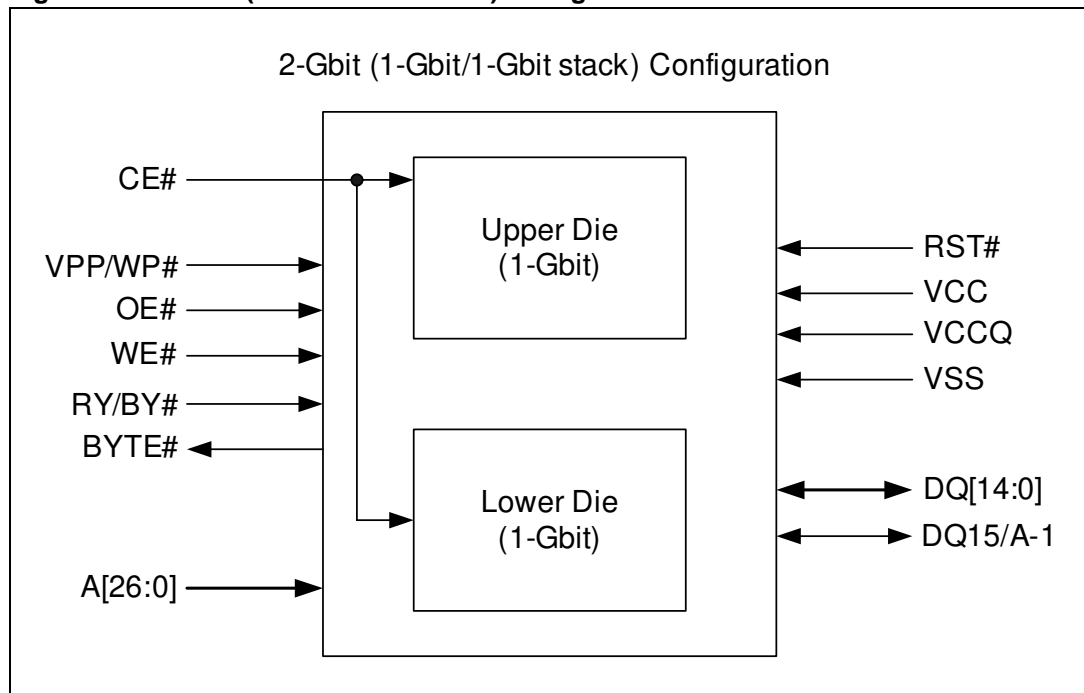 2-Gbit (1-Gbit/1-Gbit stack) Configuration
CE#
VPP/WP#
OE#
WE#
RY/BY#
BYTE#
A[26:0]
Upper Die
(1-Gbit)
Lower Die
(1-Gbit)
RST#
VCC
VCCQ
VSS
DQ[14:0]
DQ15/A-1